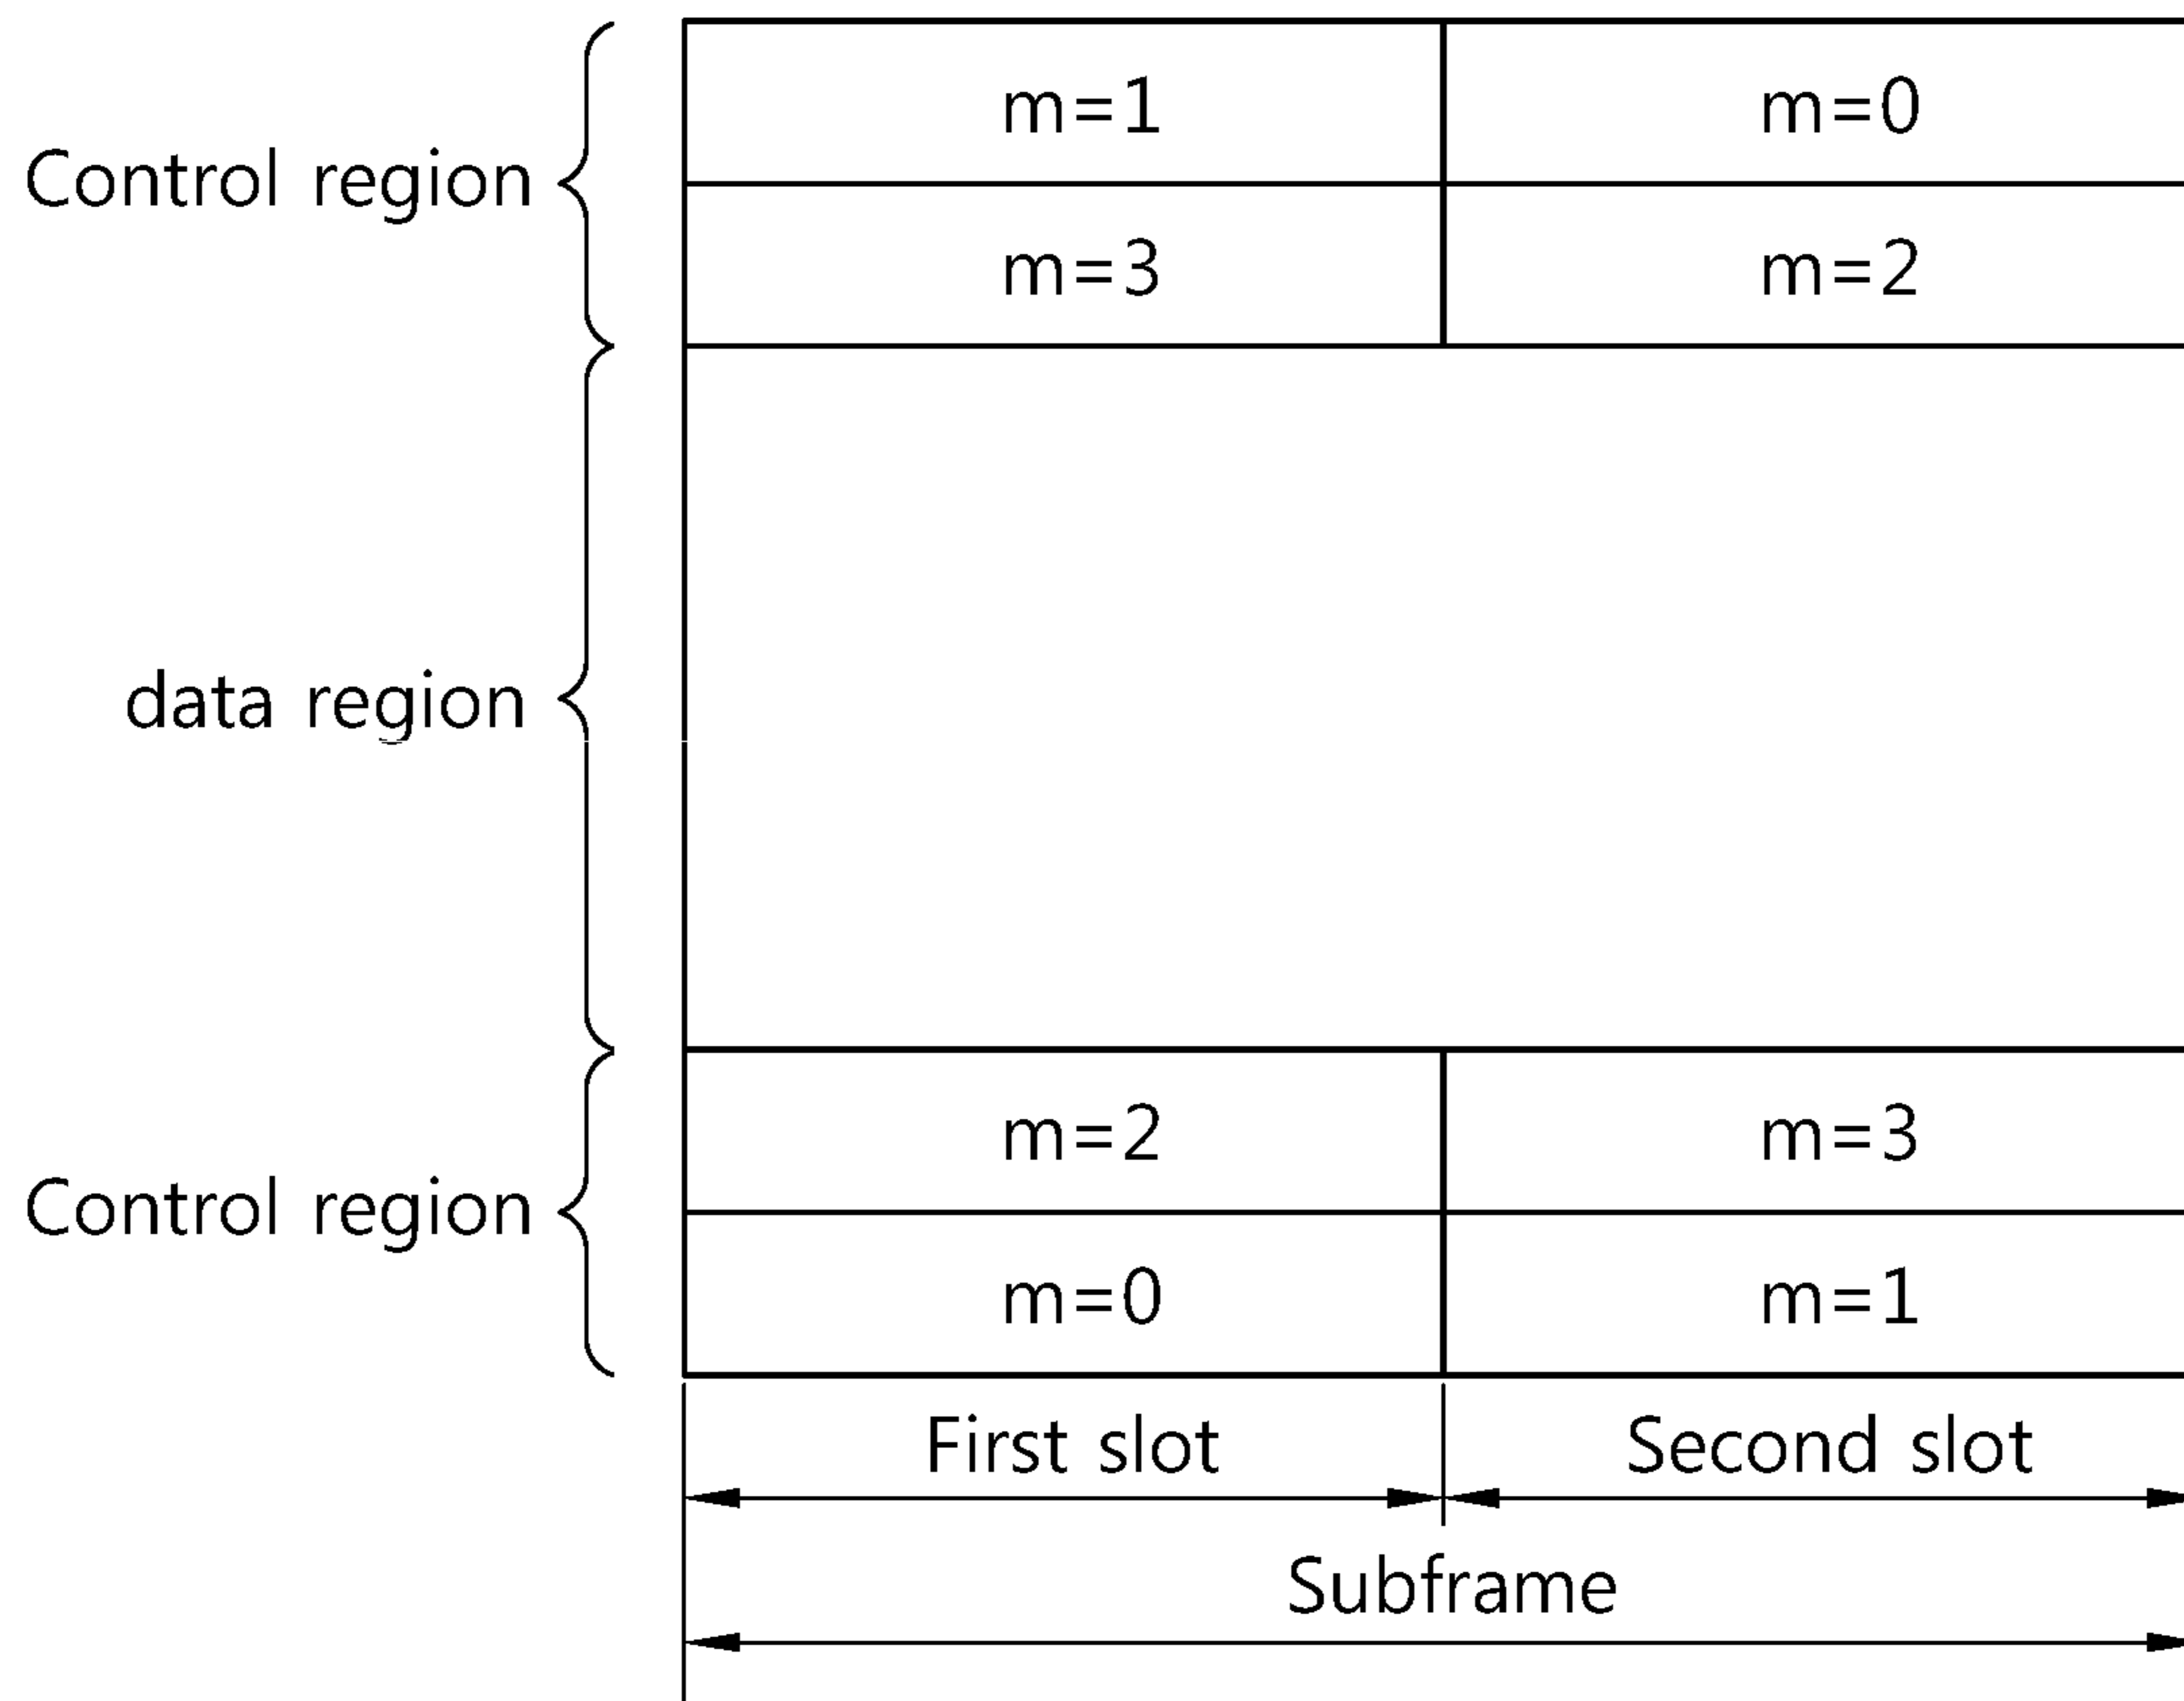 m=1 m=0
Control region
m=3 m=2
data region
m=2 m=3
Control region
m=0 m=1
First slot Second slot
Subframe